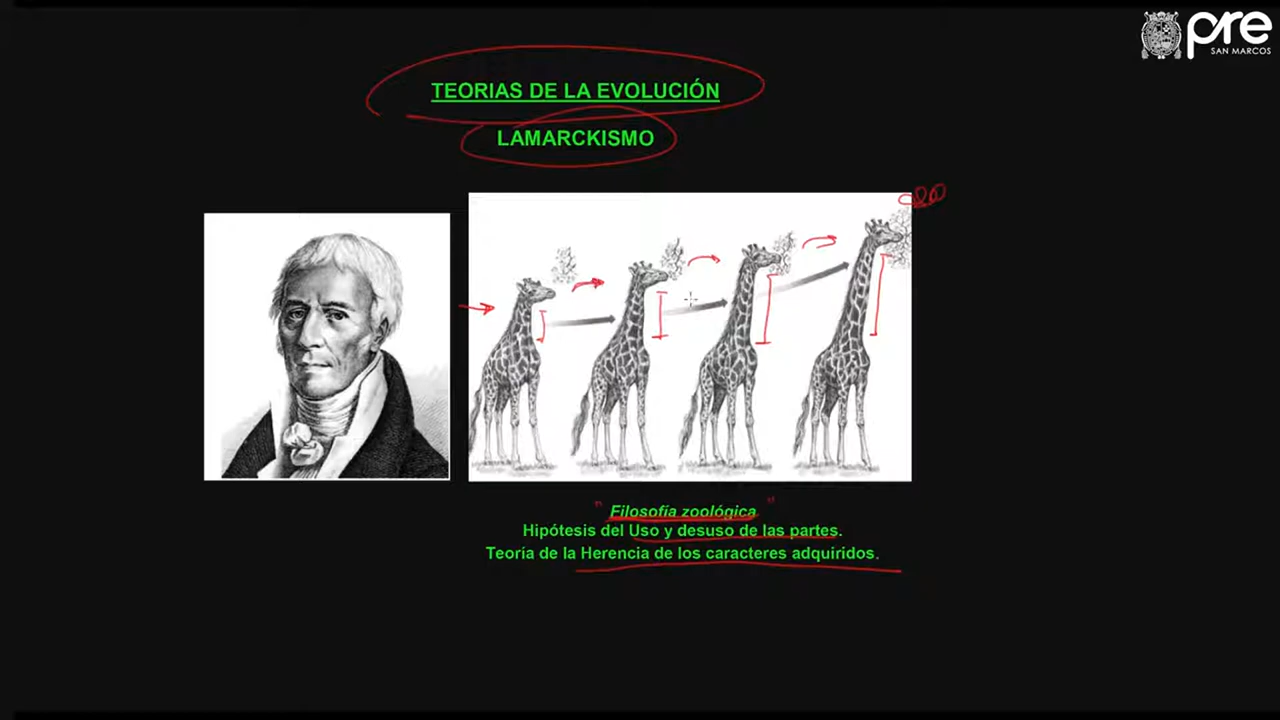 pre
SAN MARCOS
TEORIAS DE LA EVOLUCIÓN
LAMARCKISMO
"Filosofía zoológica"
Hipótesis del Uso y desuso de las partes.
Teoría de la Herencia de los caracteres adquiridos.